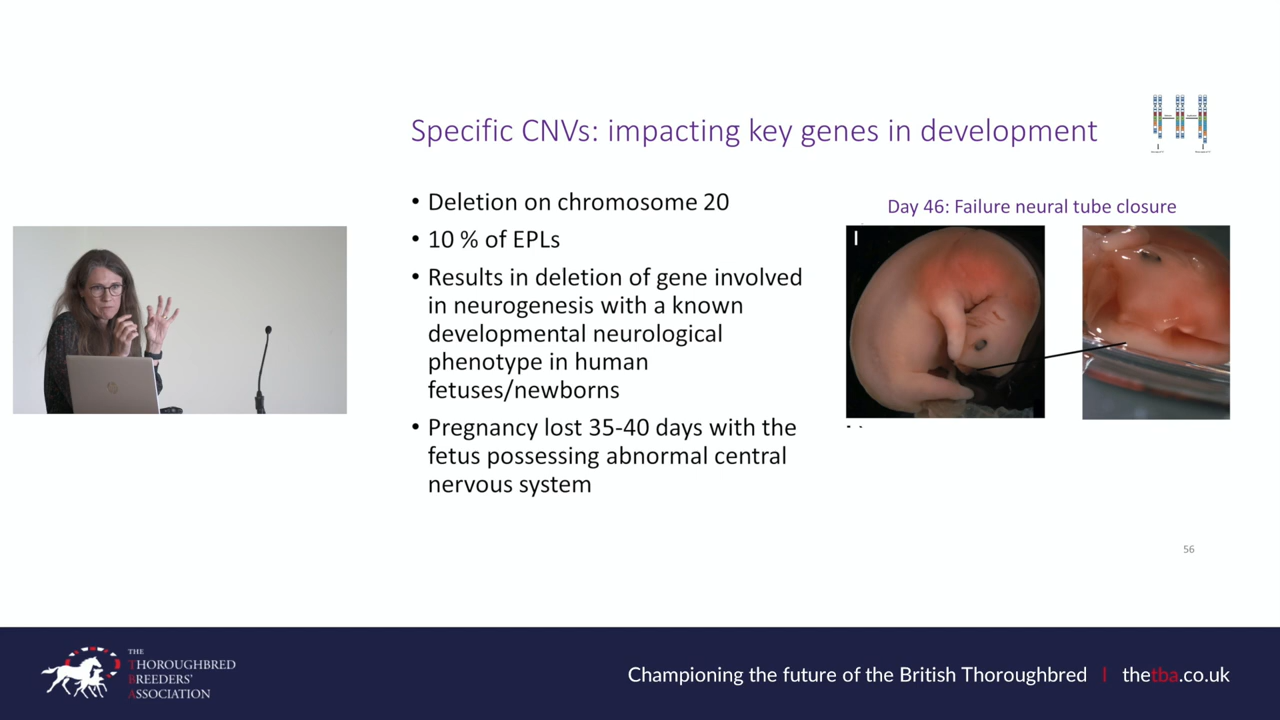 Specific CNVs: impacting key genes in development
• Deletion on chromosome 20
• 10 % of EPLs
• Results in deletion of gene involved
in neurogenesis with a known
developmental neurological
phenotype in human
fetuses/newborns
• Pregnancy lost 35-40 days with the
fetus possessing abnormal central
nervous system
Day 46: Failure neural tube closure
I
56
THE
THOROUGHBRED
BREEDERS'
ASSOCIATION
Championing the future of the British Thoroughbred | thetba.co.uk